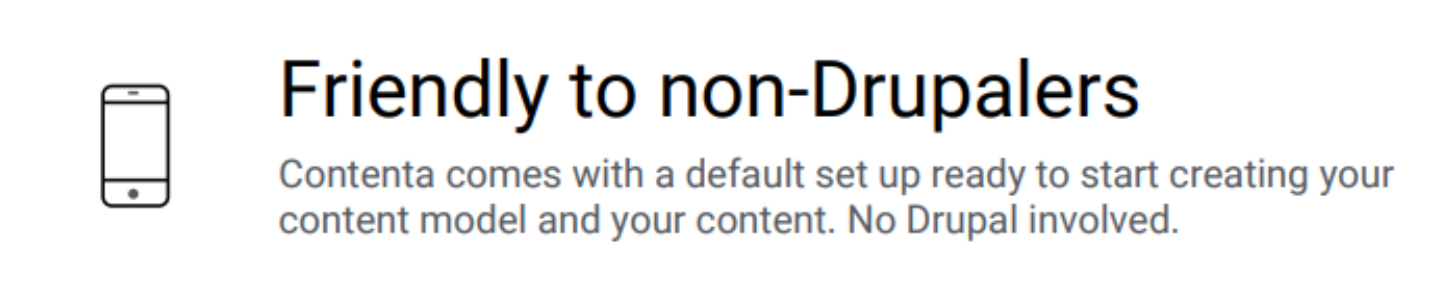 Friendly to non-Drupalers
Contenta comes with a default set up ready to start creating your
content model and your content. No Drupal involved.